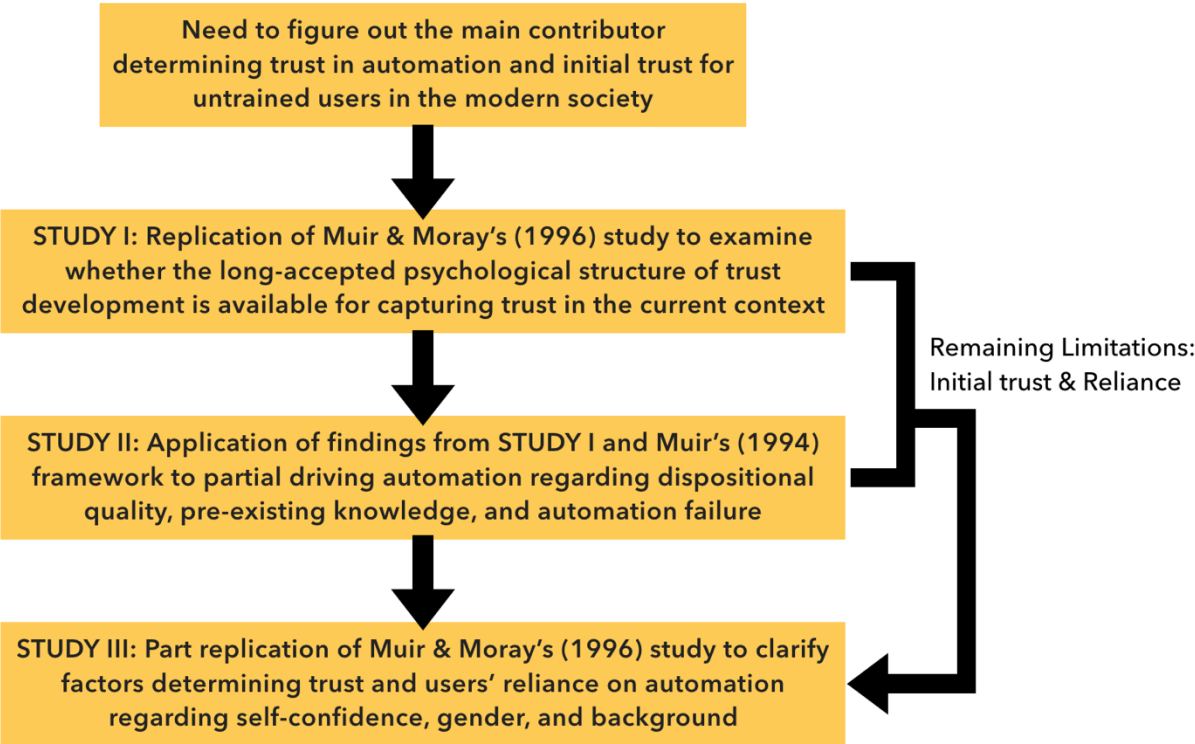 Need to figure out the main contributor
determining trust in automation and initial trust for
untrained users in the modern society
STUDY I: Replication of Muir & Moray’s (1996) study to examine
whether the long-accepted psychological structure of trust
development is available for capturing trust in the current context
Remaining Limitations:
Initial trust & Reliance
STUDY II: Application of findings from STUDY I and Muir’s (1994)
framework to partial driving automation regarding dispositional
quality, pre-existing knowledge, and automation failure
STUDY III: Part replication of Muir & Moray’s (1996) study to clarify
factors determining trust and users’ reliance on automation
regarding self-confidence, gender, and background